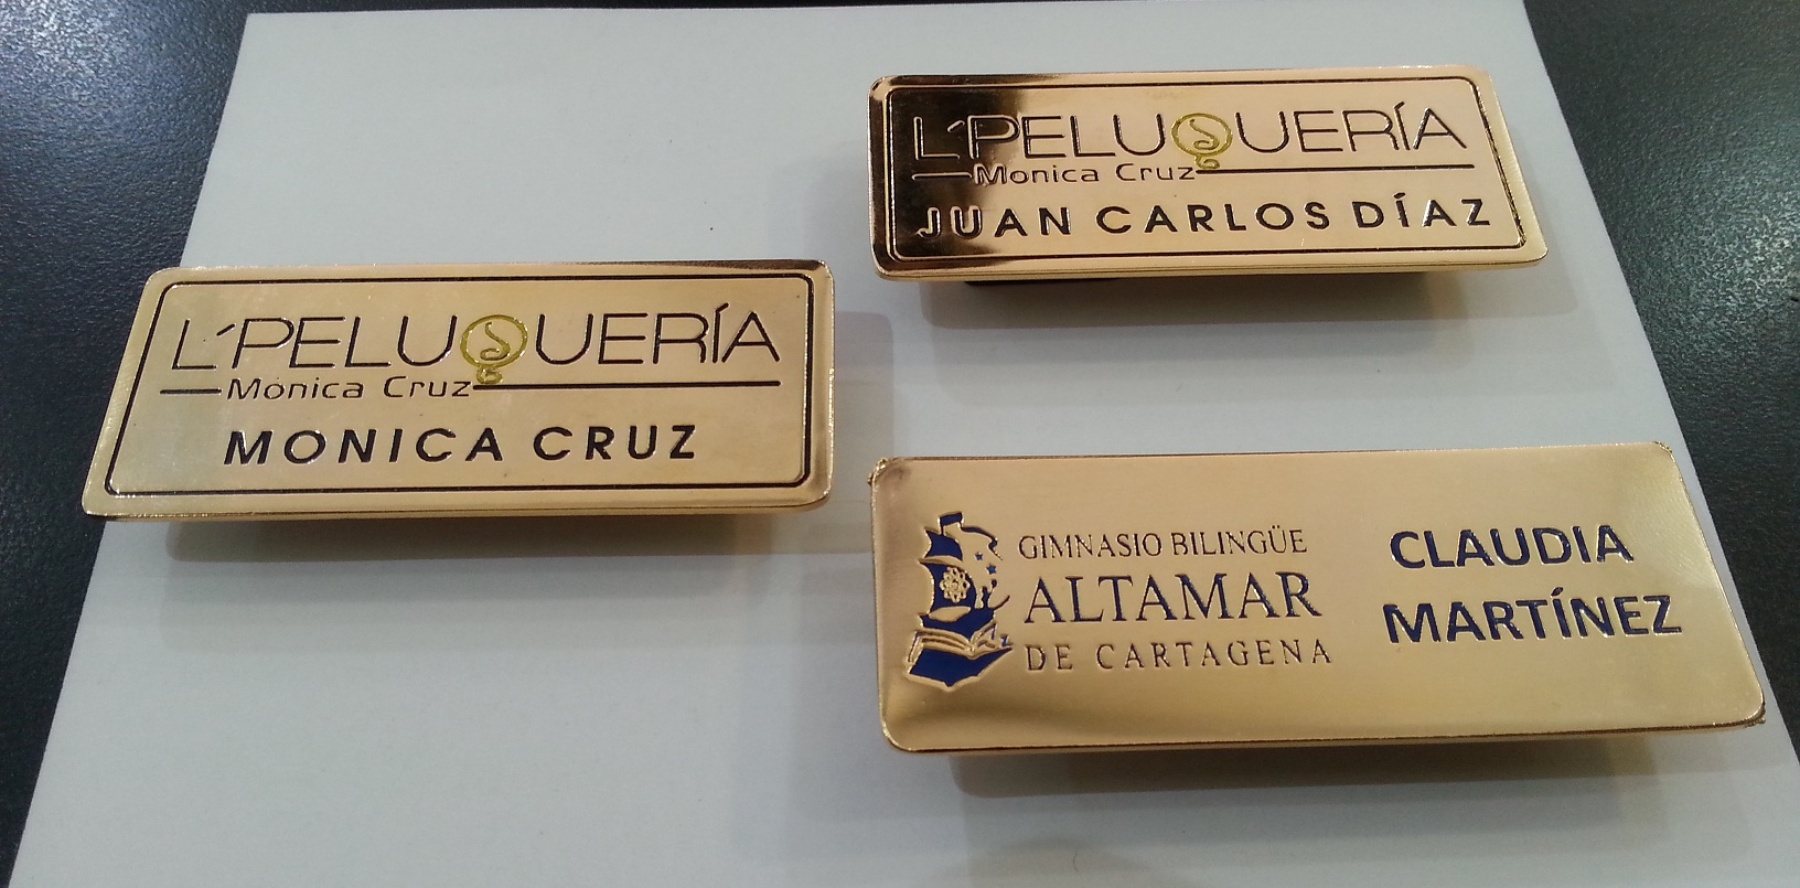 L´PELUQUERÍA
Monica Cruz
JUAN CARLOS DÍAZ
L´PELUQUERÍA
Monica Cruz
MONICA CRUZ
GIMNASIO BILINGÜE
ALTAMAR
DE CARTAGENA
CLAUDIA
MARTÍNEZ